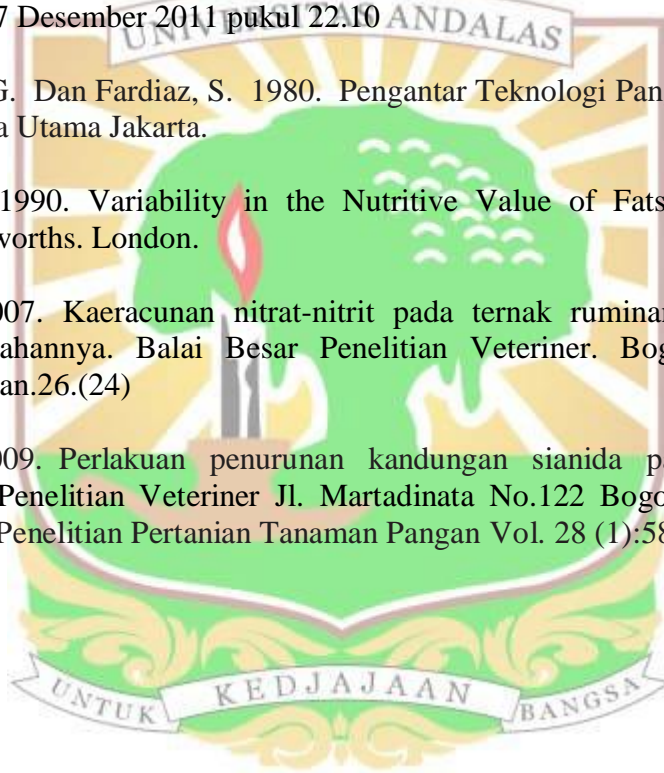 7 Desember 2011 pukul 22.10
UNIVERSITAS ANDALAS
G. Dan Fardiaz, S. 1980. Pengantar Teknologi Pan
a Utama Jakarta.
1990. Variability in the Nutritive Value of Fats
worths. London.
007. Kaeracunan nitrat-nitrit pada ternak ruminan
ahannya. Balai Besar Penelitian Veteriner. Bog
an.26.(24)
009. Perlakuan penurunan kandungan sianida pa
Penelitian Veteriner Jl. Martadinata No.122 Bogo
Penelitian Pertanian Tanaman Pangan Vol. 28 (1):58
UNTUK KEDJAJAAN BANGSA